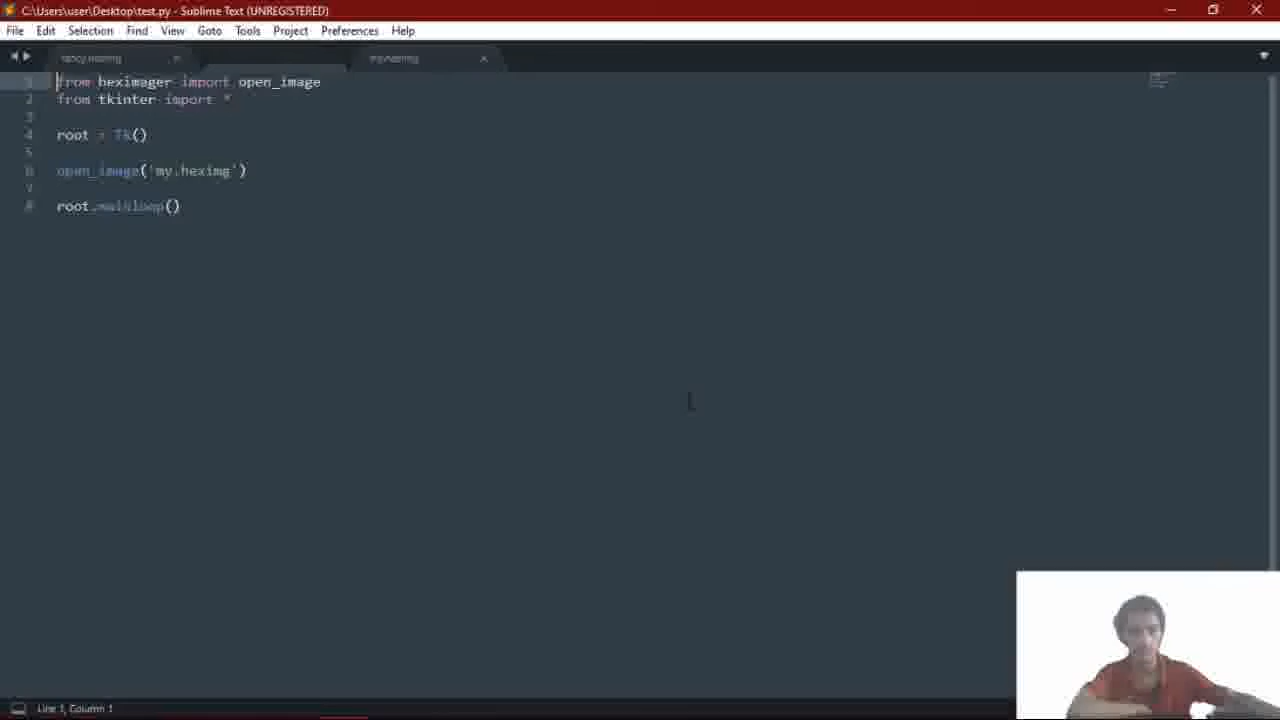 C:\Users\user\Desktop\test.py - Sublime Text (UNREGISTERED)
File Edit Selection Find View Goto Tools Project Preferences Help
1 from heximager import open_image
2 from tkinter import *
3
4 root = Tk()
5
6 open_image('my.heximg')
7
8 root.mainloop()
Line 1, Column 1